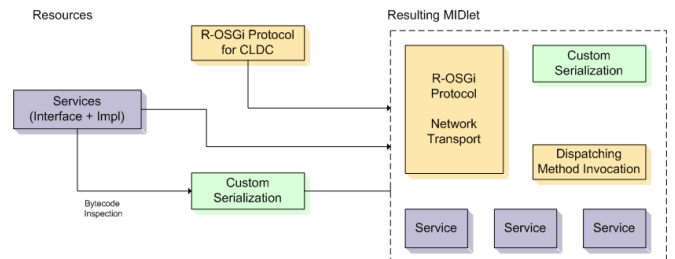 Resources
Resulting MIDlet
R-OSGi Protocol
for CLDC
Services
(Interface + Impl)
Bytecode
Inspection
Custom
Serialization
R-OSGi
Protocol
Network
Transport
Custom
Serialization
Dispatching
Method Invocation
Service
Service
Service